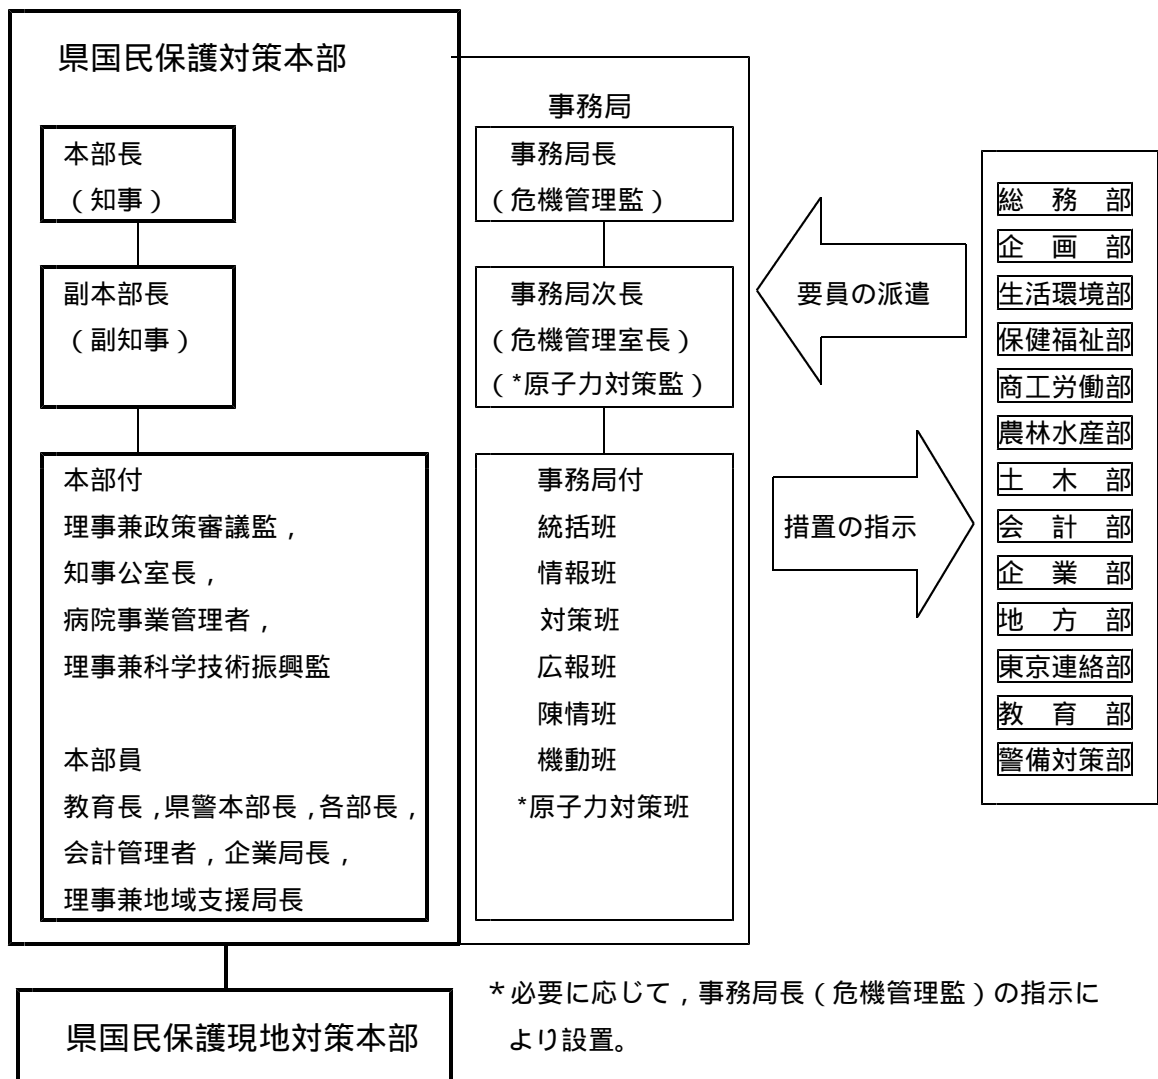 県国民保護対策本部
本部長
（知事）
副本部長
（副知事）
本部付
理事兼政策審議監，
知事公室長，
病院事業管理者，
理事兼科学技術振興監
本部員
教育長，県警本部長，各部長，
会計管理者，企業局長，
理事兼地域支援局長
事務局
事務局長
（危機管理監）
事務局次長
（危機管理室長）
（*原子力対策監）
事務局付
統括班
情報班
対策班
広報班
陳情班
機動班
*原子力対策班
要員の派遣
措置の指示
総務部
企画部
生活環境部
保健福祉部
商工労働部
農林水産部
土木部
会計部
企業部
地方部
東京連絡部
教育部
警備対策部
県国民保護現地対策本部
*必要に応じて，事務局長（危機管理監）の指示に
より設置。